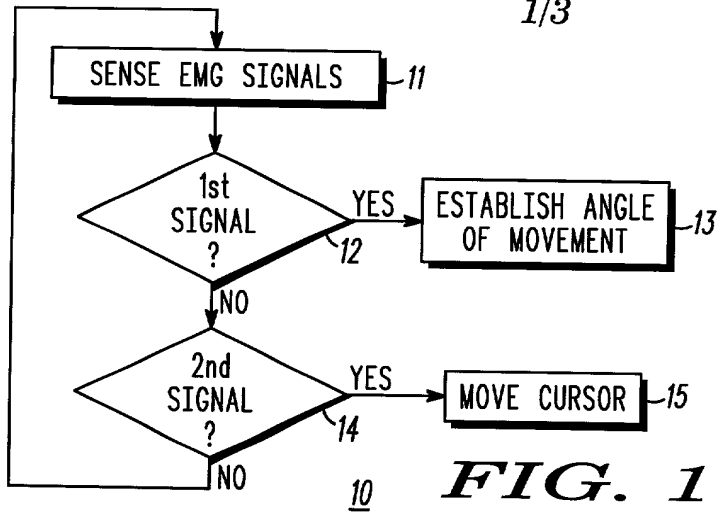 1/3
SENSE EMG SIGNALS
11
1st
SIGNAL
?
12
YES
ESTABLISH ANGLE
OF MOVEMENT
13
NO
2nd
SIGNAL
?
14
YES
MOVE CURSOR
15
NO
10
FIG. 1